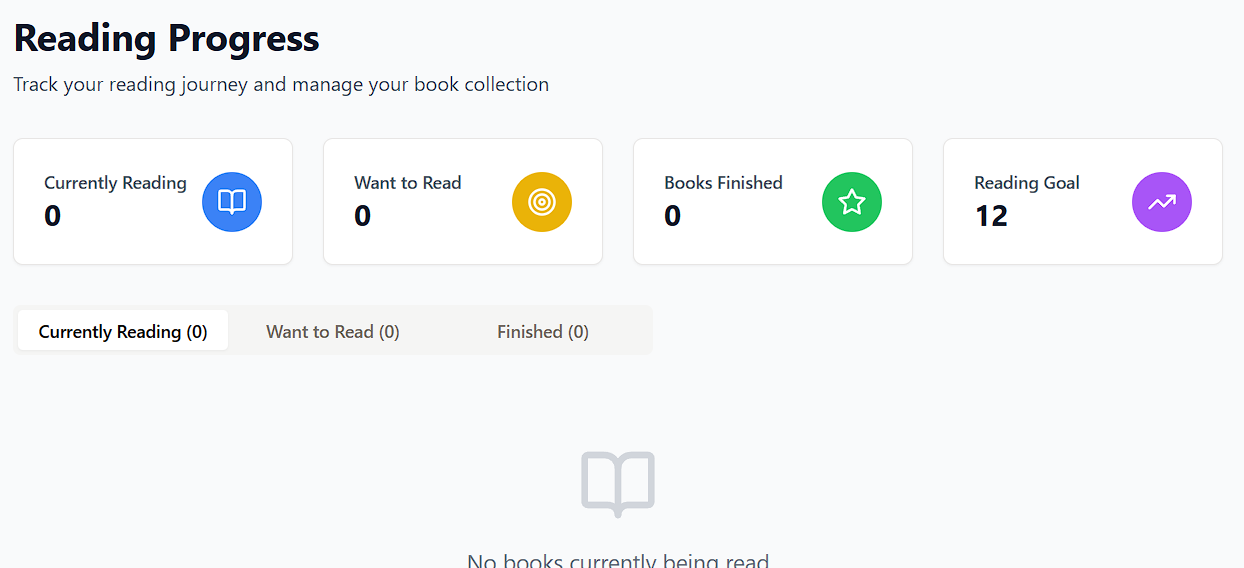 Reading Progress
Track your reading journey and manage your book collection
Currently Reading
0
Want to Read
0
Books Finished
0
Reading Goal
12
Currently Reading (0)
Want to Read (0)
Finished (0)
No books currently being read